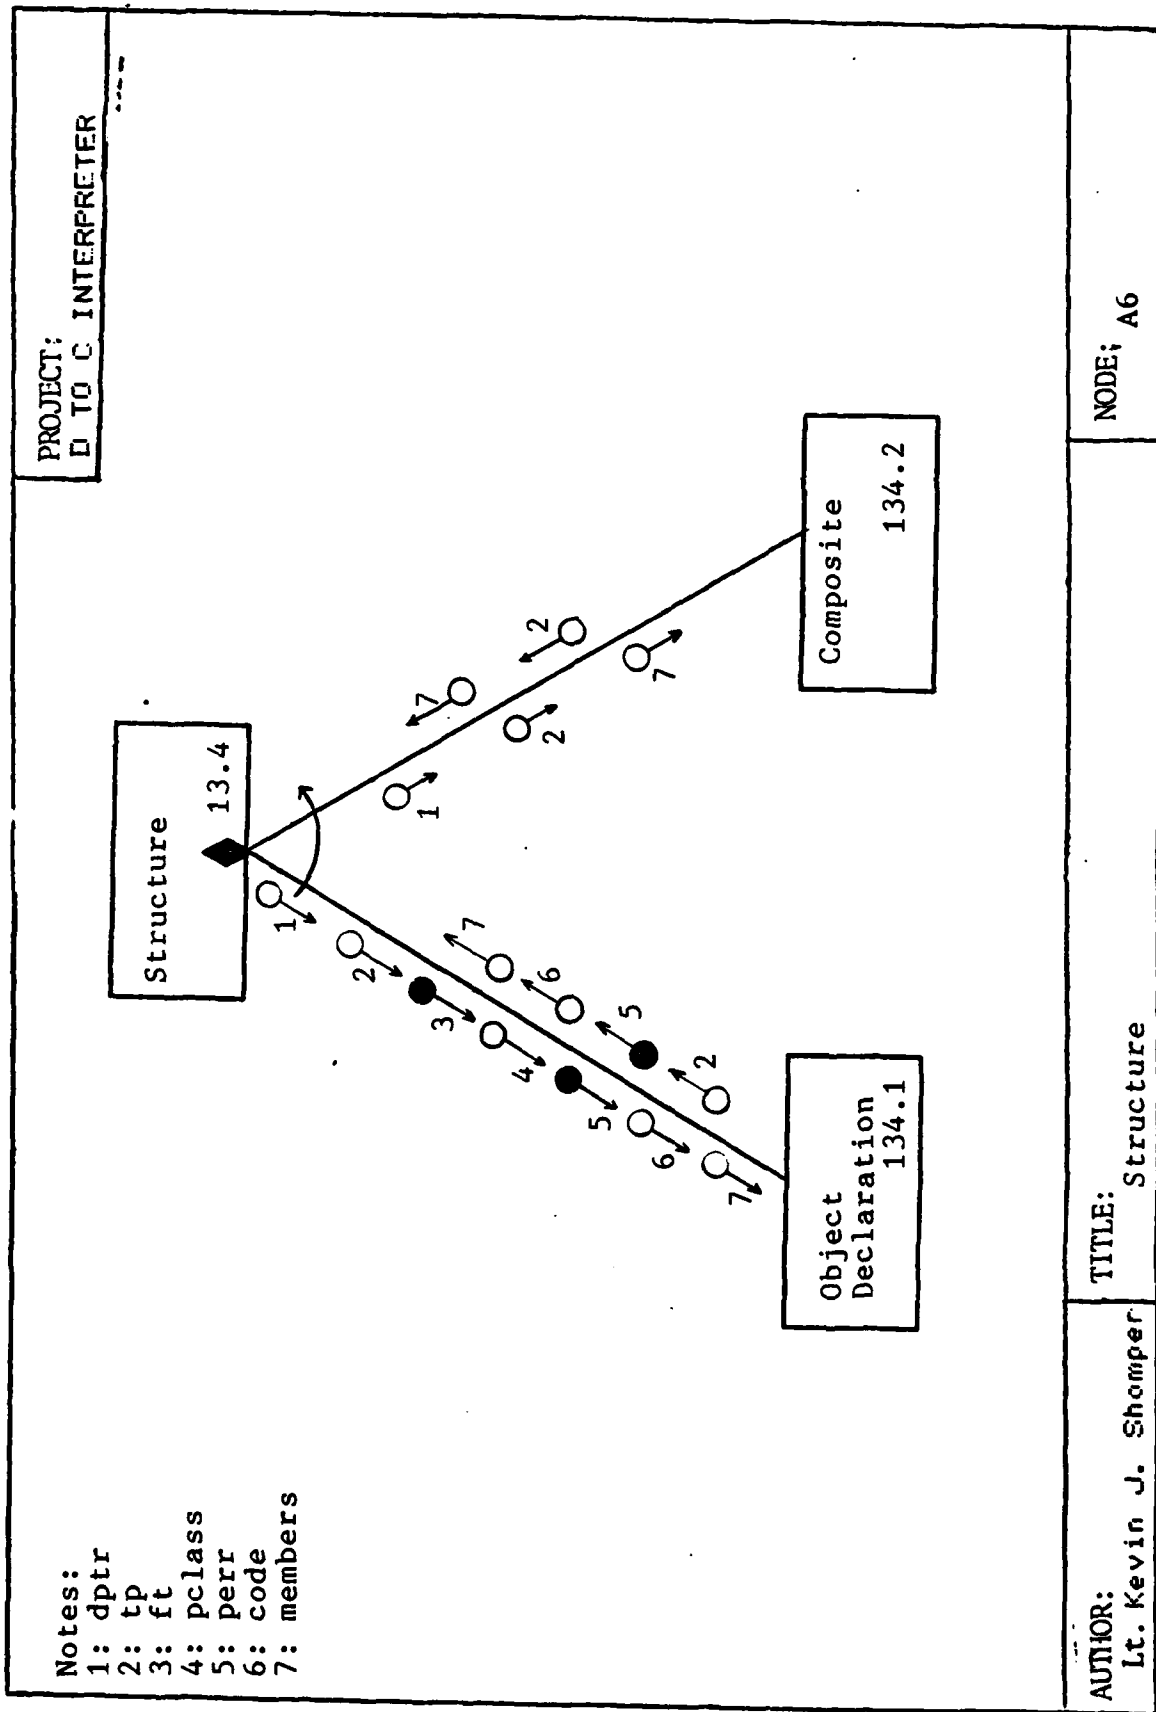 PROJECT:
D TO C INTERPRETER
Notes:
1: dptr
2: tp
3: ft
4: pclass
5: perr
6: code
7: members
Structure
13.4
1
2
3
4
5
6
7
7
6
5
2
1
2
7
7
2
Object
Declaration
134.1
Composite
134.2
AUTHOR:
Lt. Kevin J. Shomper
TITLE:
Structure
NODE: A6